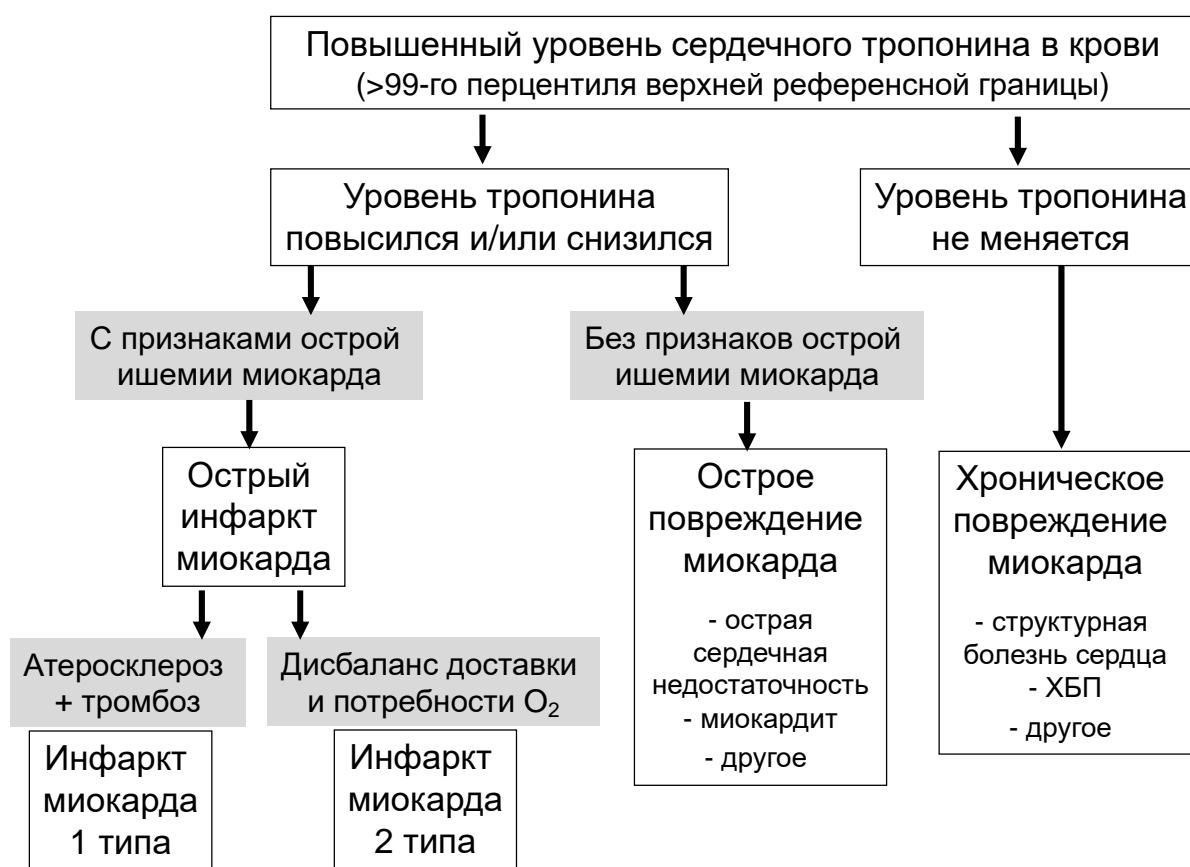 Повышенный уровень сердечного тропонина в крови
(>99-го перцентиля верхней референсной границы)
Уровень тропонина
повысился и/или снизился
Уровень тропонина
не меняется
С признаками острой
ишемии миокарда
Без признаков острой
ишемии миокарда
Острый
инфаркт
миокарда
Острое
повреждение
миокарда
- острая
сердечная
недостаточность
- миокардит
- другое
Хроническое
повреждение
миокарда
- структурная
болезнь сердца
- ХБП
- другое
Атеросклероз
+ тромбоз
Дисбаланс доставки
и потребности O₂
Инфаркт
миокарда
1 типа
Инфаркт
миокарда
2 типа